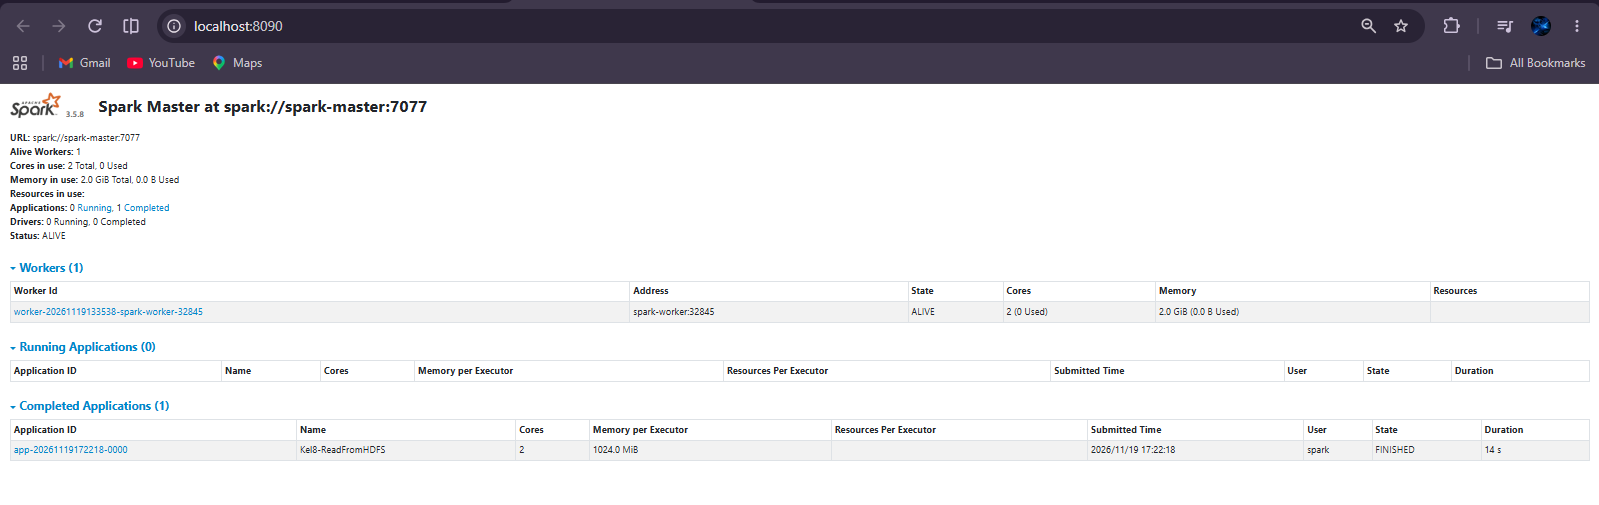 localhost:8090
Gmail YouTube Maps All Bookmarks
APACHE Spark 3.5.8 Spark Master at spark://spark-master:7077
URL: spark://spark-master:7077
Alive Workers: 1
Cores in use: 2 Total, 0 Used
Memory in use: 2.0 GiB Total, 0.0 B Used
Resources in use:
Applications: 0 Running, 1 Completed
Drivers: 0 Running, 0 Completed
Status: ALIVE
Workers (1)
Worker Id Address State Cores Memory Resources
worker-20261119133538-spark-worker-32845 spark-worker:32845 ALIVE 2 (0 Used) 2.0 GiB (0.0 B Used)
Running Applications (0)
Application ID Name Cores Memory per Executor Resources Per Executor Submitted Time User State Duration
Completed Applications (1)
Application ID Name Cores Memory per Executor Resources Per Executor Submitted Time User State Duration
app-20261119172218-0000 Kel8-ReadFromHDFS 2 1024.0 MiB 2026/11/19 17:22:18 spark FINISHED 14 s